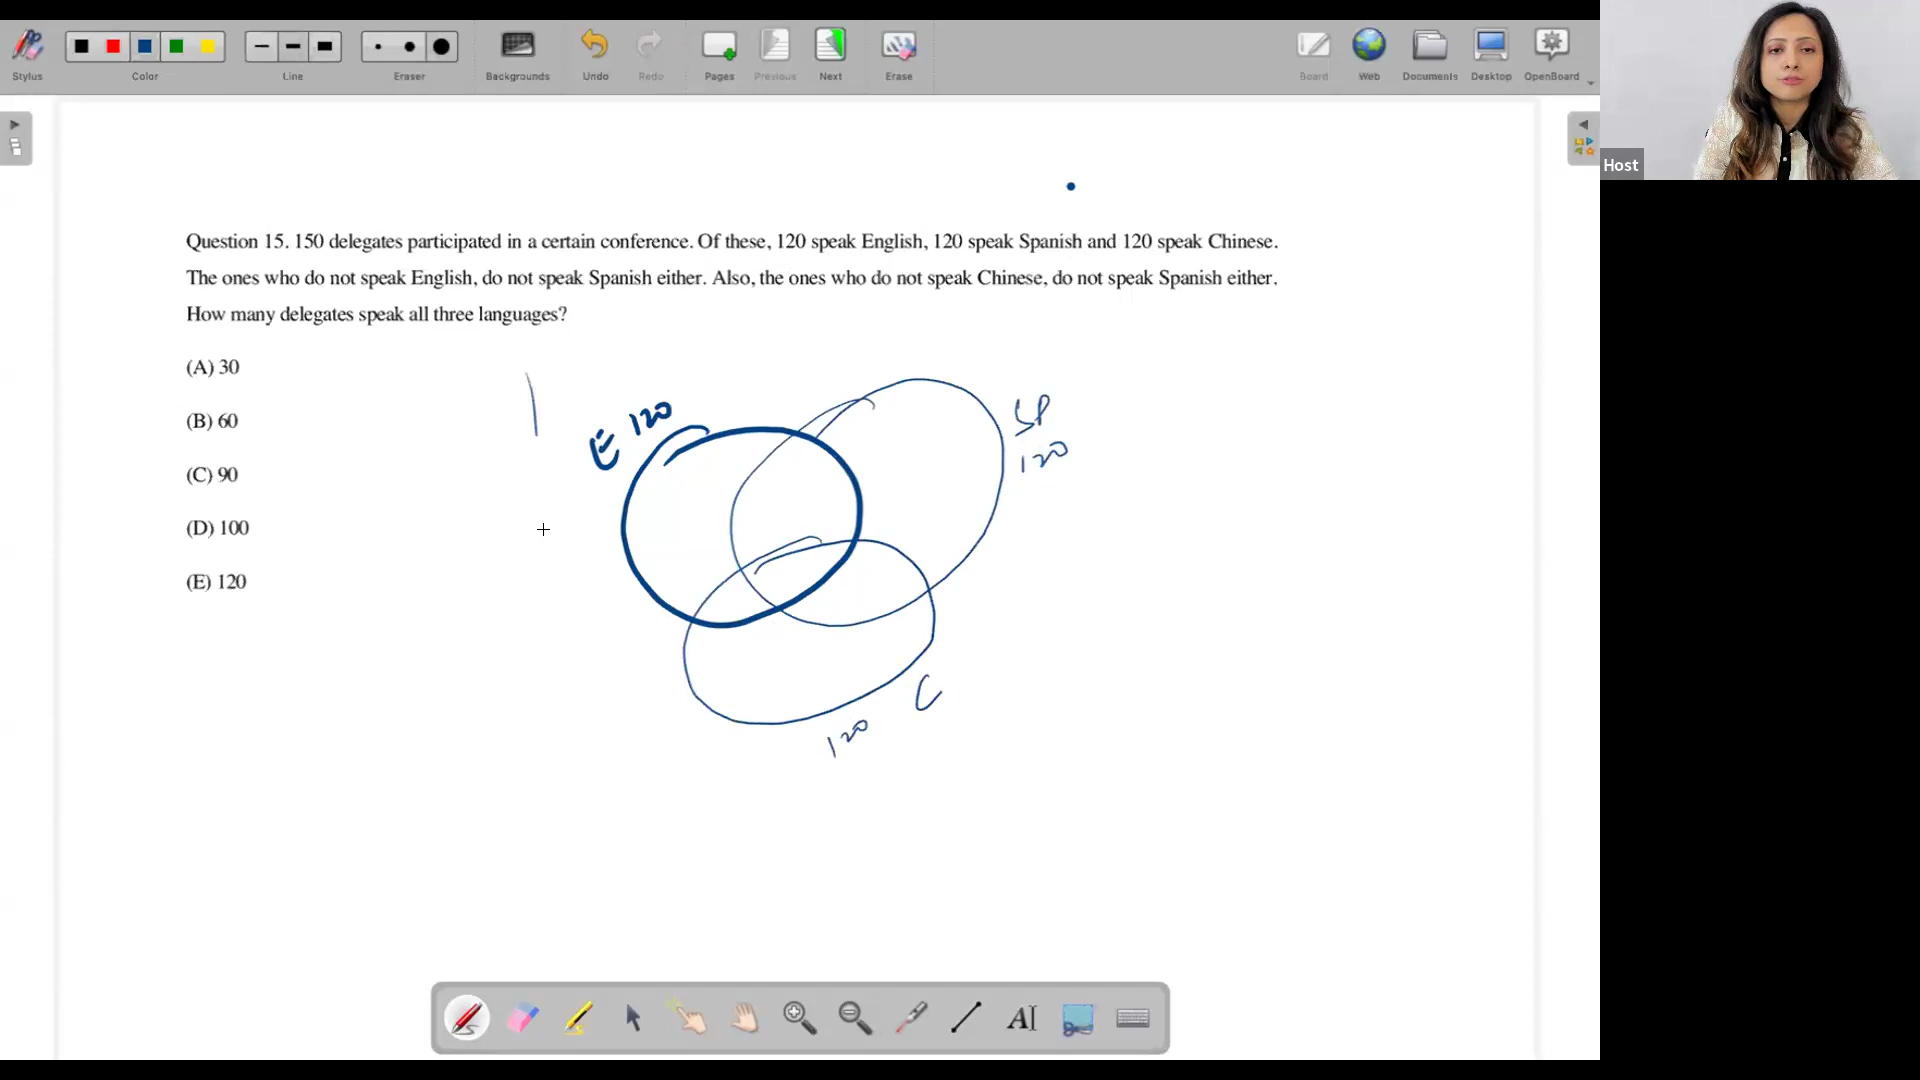 Stylus
Color
Line
Eraser
Backgrounds
Undo
Redo
Pages
Previous
Next
Erase
Board
Web
Documents
Desktop
OpenBoard
Host
Question 15. 150 delegates participated in a certain conference. Of these, 120 speak English, 120 speak Spanish and 120 speak Chinese.
The ones who do not speak English, do not speak Spanish either. Also, the ones who do not speak Chinese, do not speak Spanish either.
How many delegates speak all three languages?
(A) 30
(B) 60
(C) 90
(D) 100
(E) 120
E 120
SP
120
C
120
AI